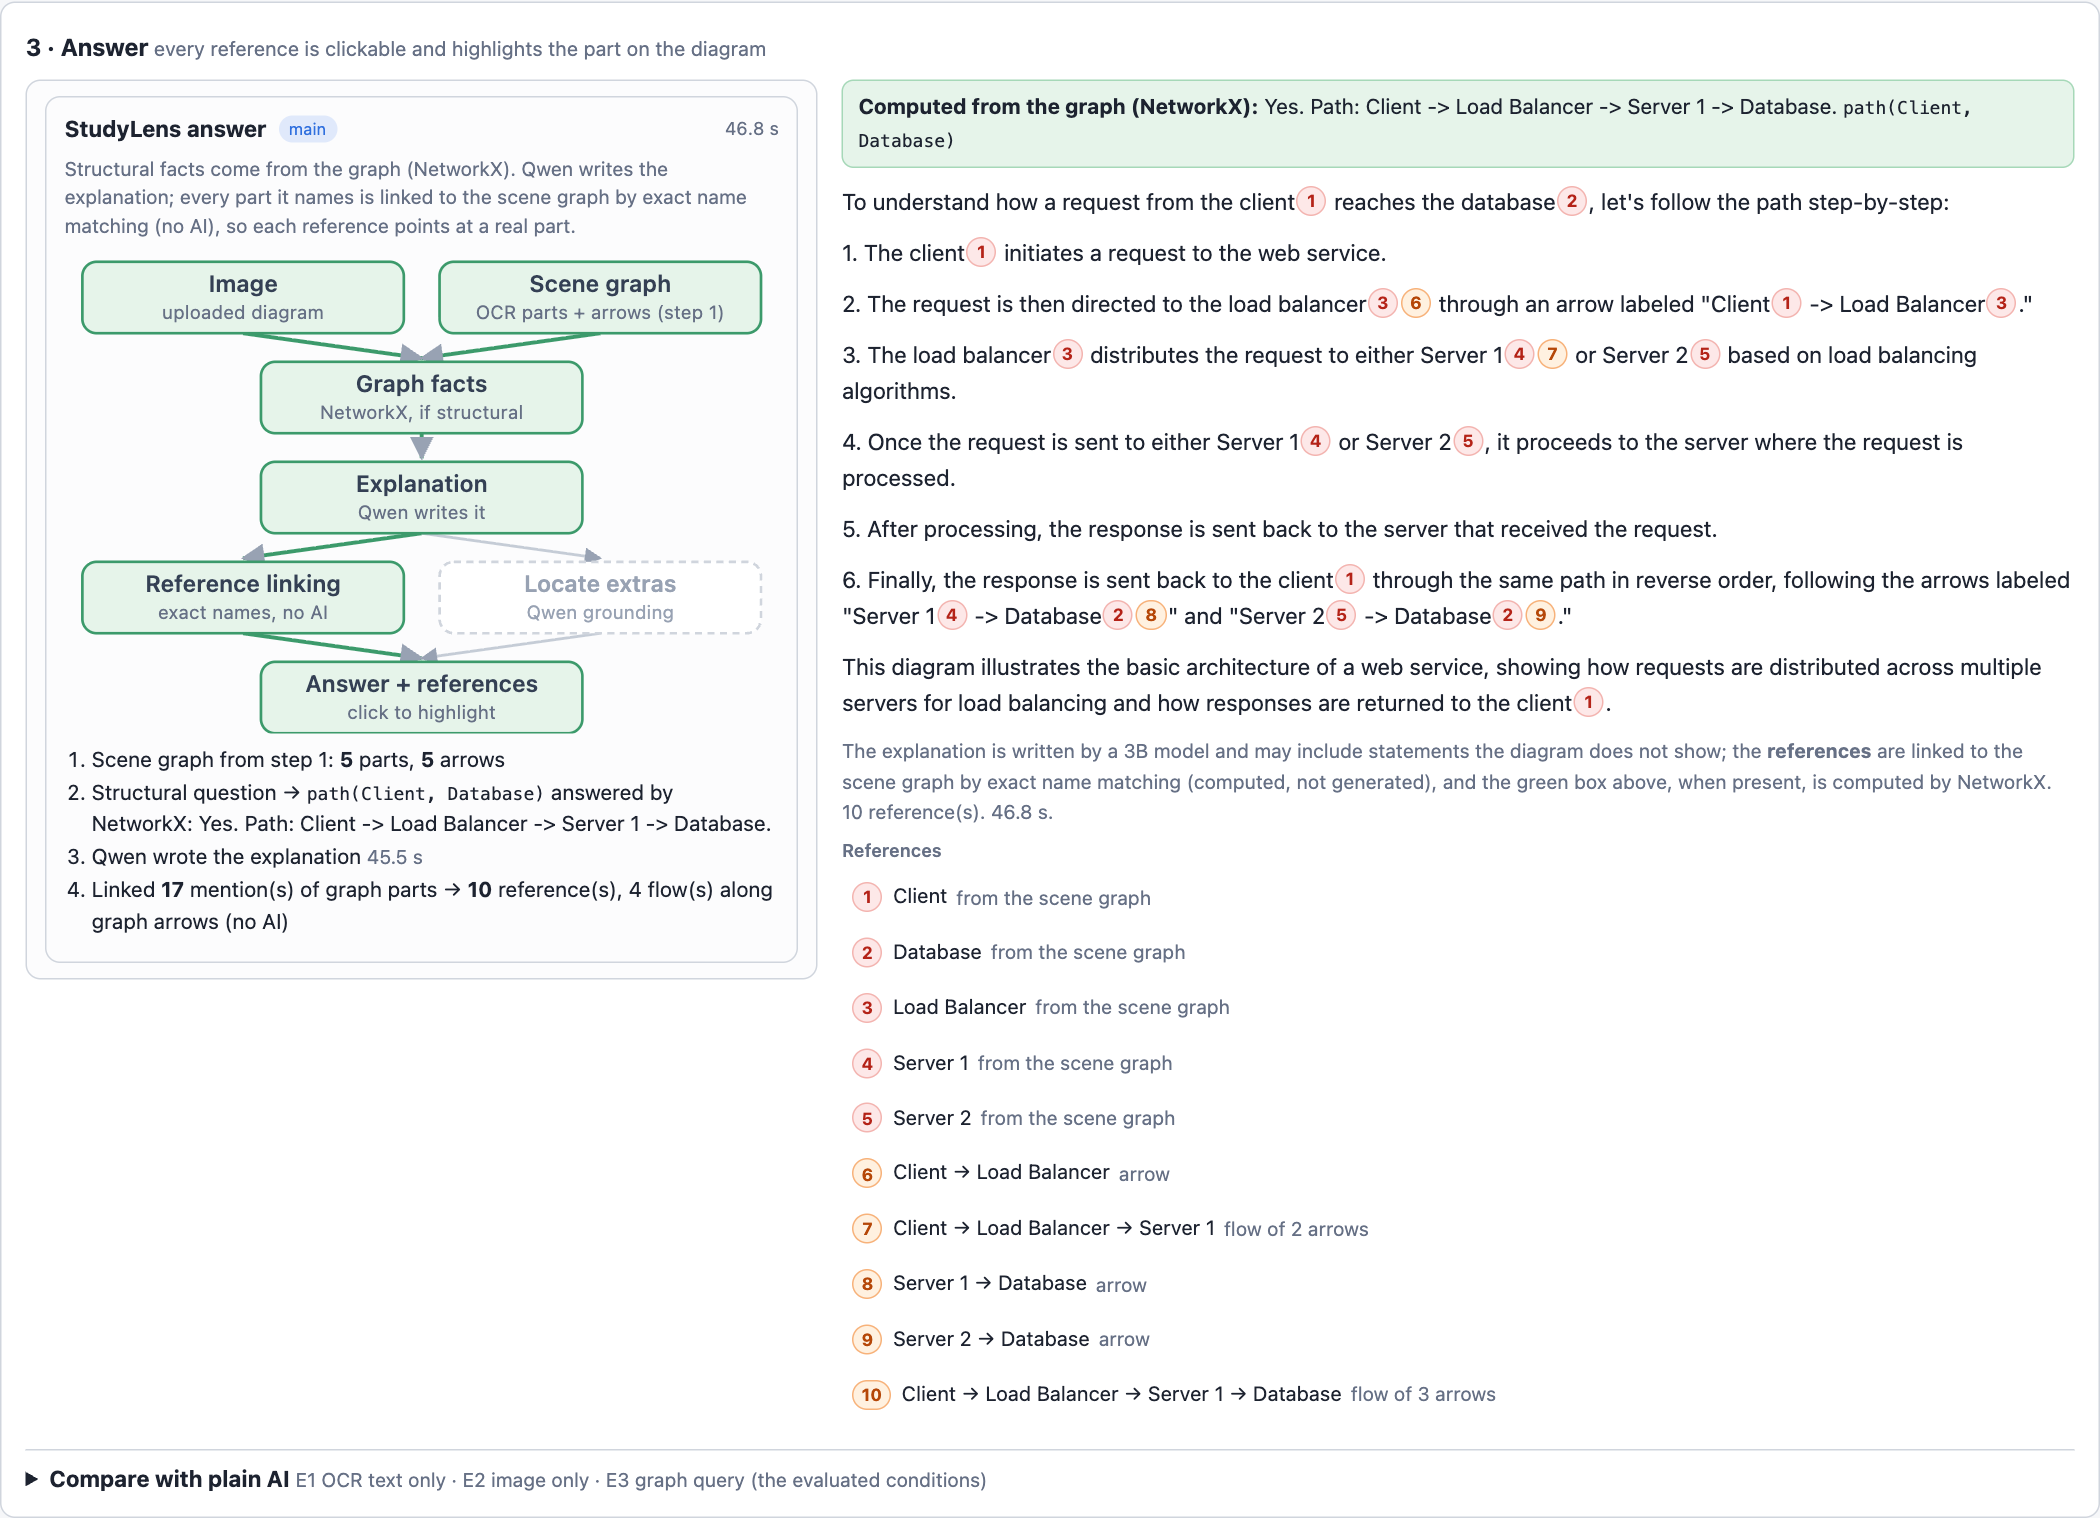 3 · Answer every reference is clickable and highlights the part on the diagram
StudyLens answer main 46.8 s
Structural facts come from the graph (NetworkX). Qwen writes the
explanation; every part it names is linked to the scene graph by exact name
matching (no AI), so each reference points at a real part.
Image
uploaded diagram
Scene graph
OCR parts + arrows (step 1)
Graph facts
NetworkX, if structural
Explanation
Qwen writes it
Reference linking
exact names, no AI
Locate extras
Qwen grounding
Answer + references
click to highlight
1. Scene graph from step 1: 5 parts, 5 arrows
2. Structural question → path(Client, Database) answered by
NetworkX: Yes. Path: Client -> Load Balancer -> Server 1 -> Database.
3. Qwen wrote the explanation 45.5 s
4. Linked 17 mention(s) of graph parts → 10 reference(s), 4 flow(s) along
graph arrows (no AI)
Computed from the graph (NetworkX): Yes. Path: Client -> Load Balancer -> Server 1 -> Database. path(Client,
Database)
To understand how a request from the client 1 reaches the database 2, let's follow the path step-by-step:
1. The client 1 initiates a request to the web service.
2. The request is then directed to the load balancer 3 6 through an arrow labeled "Client 1 -> Load Balancer 3."
3. The load balancer 3 distributes the request to either Server 1 4 7 or Server 2 5 based on load balancing
algorithms.
4. Once the request is sent to either Server 1 4 or Server 2 5, it proceeds to the server where the request is
processed.
5. After processing, the response is sent back to the server that received the request.
6. Finally, the response is sent back to the client 1 through the same path in reverse order, following the arrows labeled
"Server 1 4 -> Database 2 8" and "Server 2 5 -> Database 2 9."
This diagram illustrates the basic architecture of a web service, showing how requests are distributed across multiple
servers for load balancing and how responses are returned to the client 1.
The explanation is written by a 3B model and may include statements the diagram does not show; the references are linked to the
scene graph by exact name matching (computed, not generated), and the green box above, when present, is computed by NetworkX.
10 reference(s). 46.8 s.
References
1 Client from the scene graph
2 Database from the scene graph
3 Load Balancer from the scene graph
4 Server 1 from the scene graph
5 Server 2 from the scene graph
6 Client → Load Balancer arrow
7 Client → Load Balancer → Server 1 flow of 2 arrows
8 Server 1 → Database arrow
9 Server 2 → Database arrow
10 Client → Load Balancer → Server 1 → Database flow of 3 arrows
▶ Compare with plain AI E1 OCR text only · E2 image only · E3 graph query (the evaluated conditions)